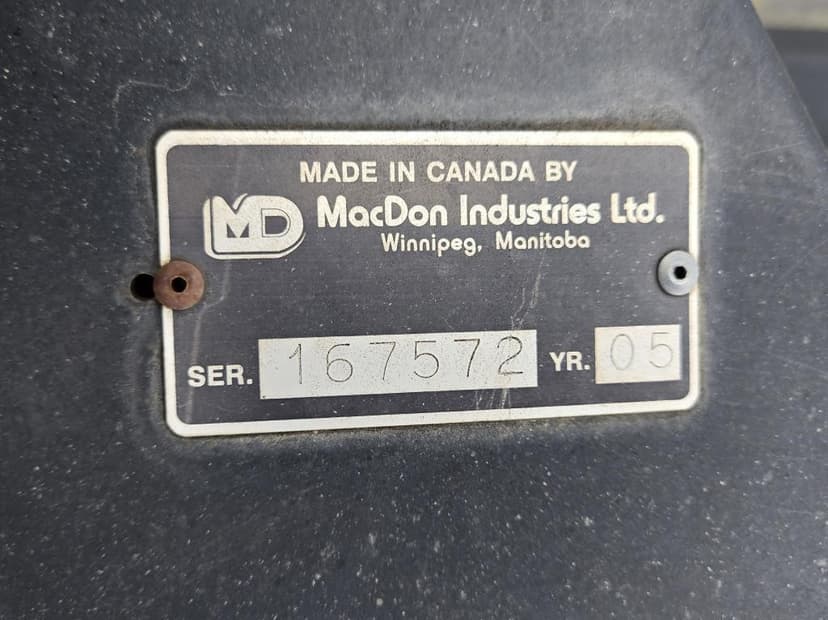 MADE IN CANADA BY
MD MacDon Industries Ltd.
Winnipeg, Manitoba
SER. 167572 YR. 05